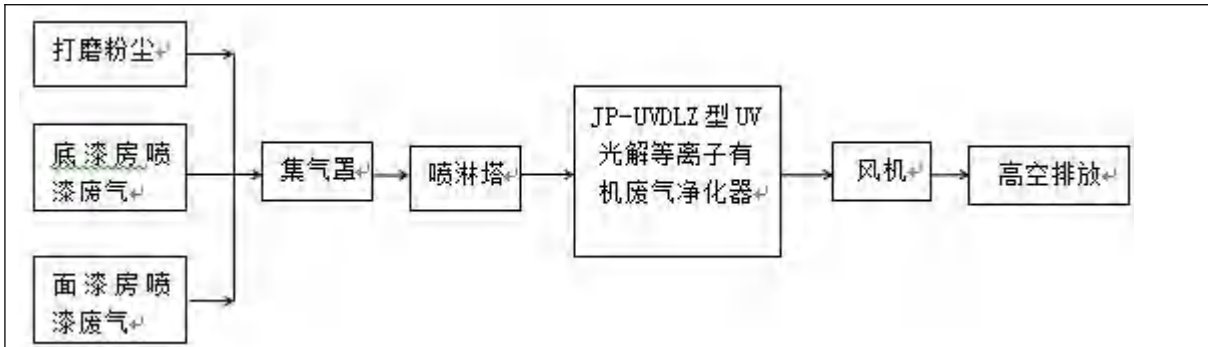 打磨粉尘
底漆房喷
漆废气
面漆房喷
漆废气
集气罩
喷淋塔
JP-UVDLZ型UV
光解等离子有
机废气净化器
风机
高空排放